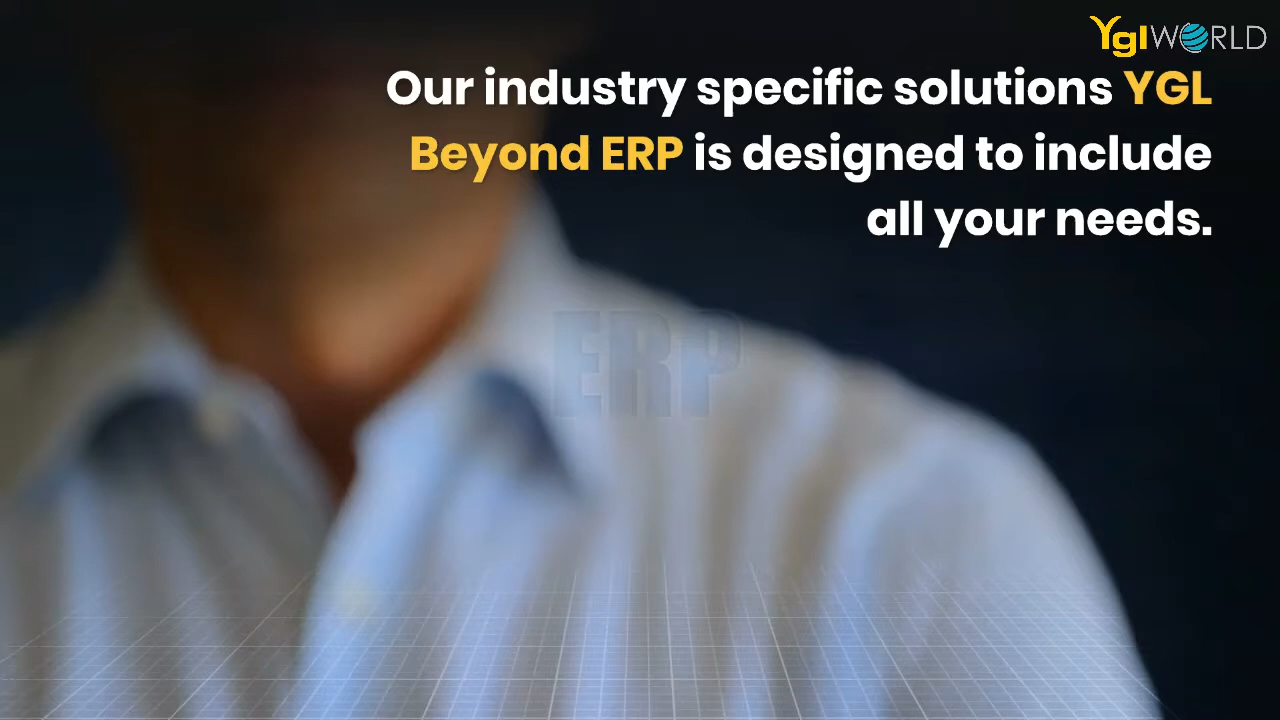 YglWORLD
Our industry specific solutions YGL
Beyond ERP is designed to include
all your needs.
ERP